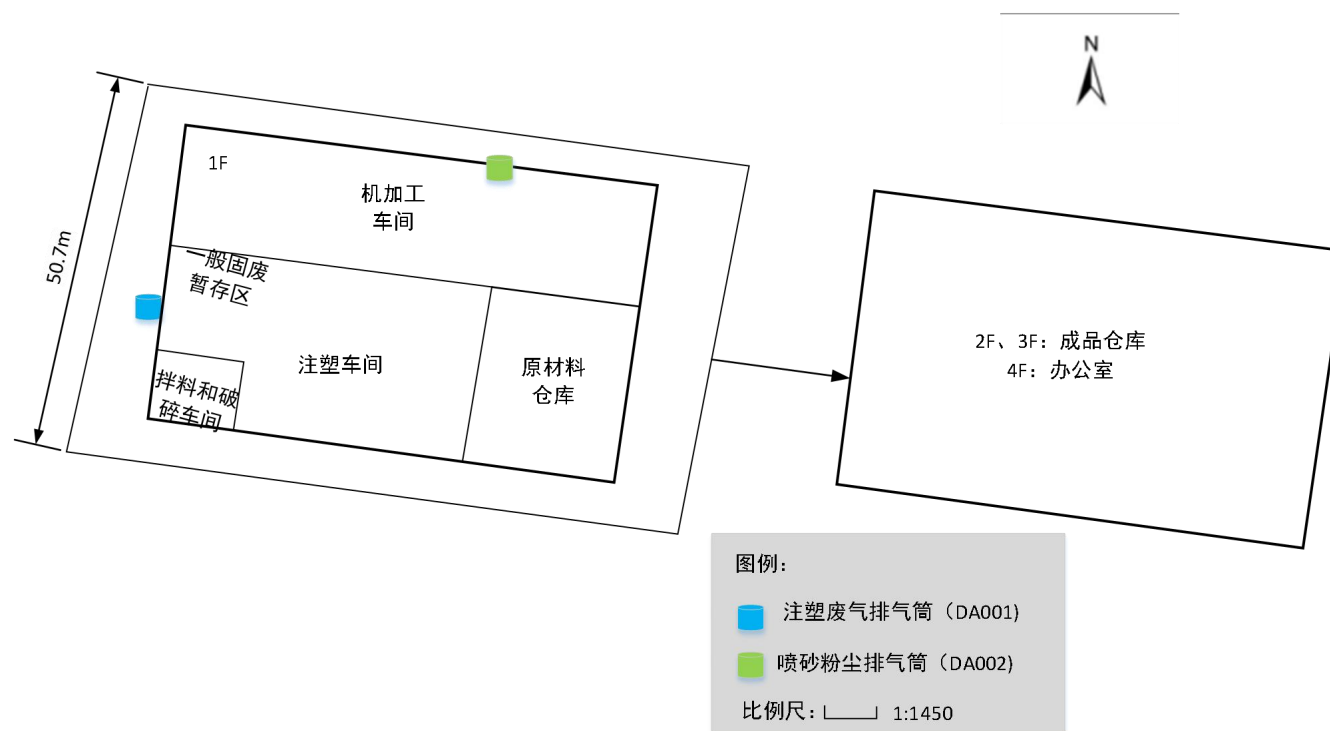 N
1F
机加工
车间
50.7m
一般固废
暂存区
注塑车间
原材料
仓库
拌料和破
碎车间
2F、3F：成品仓库
4F：办公室
图例：
注塑废气排气筒（DA001)
喷砂粉尘排气筒（DA002)
比例尺： 1:1450